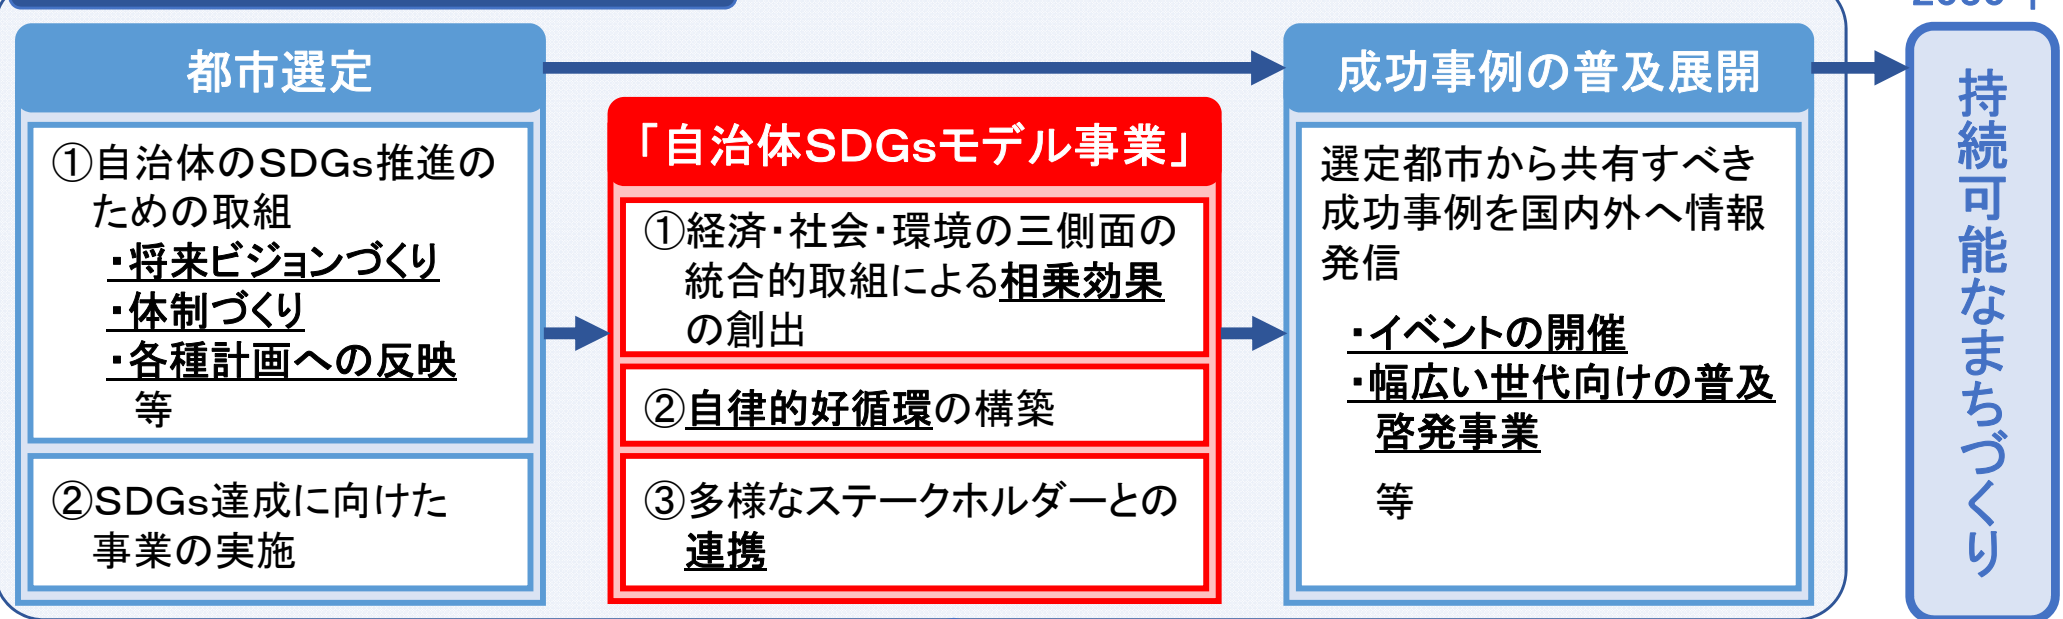 都市選定
①自治体のSDGs推進の
ための取組
・将来ビジョンづくり
・体制づくり
・各種計画への反映
等
②SDGs達成に向けた
事業の実施
「自治体SDGsモデル事業」
①経済・社会・環境の三側面の
統合的取組による相乗効果
の創出
②自律的好循環の構築
③多様なステークホルダーとの
連携
成功事例の普及展開
選定都市から共有すべき
成功事例を国内外へ情報
発信
・イベントの開催
・幅広い世代向けの普及
啓発事業
等
持続可能なまちづくり